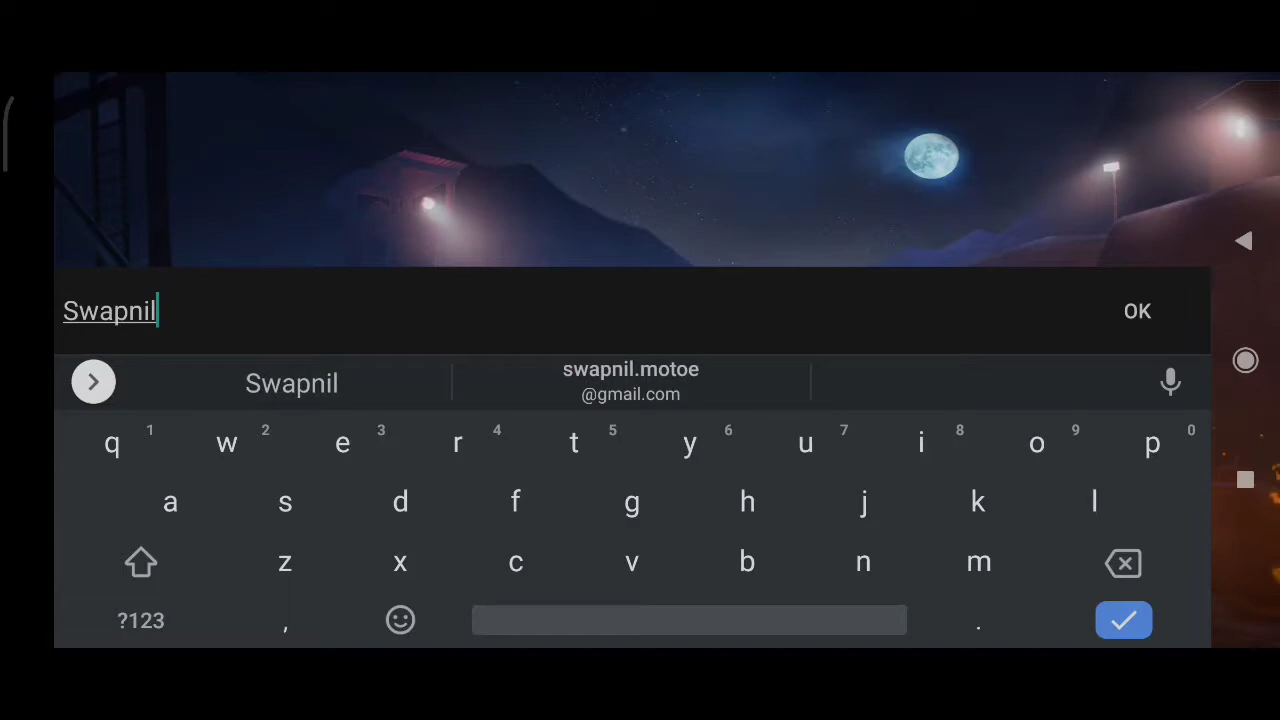 Swapnil
OK
Swapnil
swapnil.motoe
@gmail.com
q 1 w 2 e 3 r 4 t 5 y 6 u 7 i 8 o 9 p 0
a s d f g h j k l
z x c v b n m
?123 , .